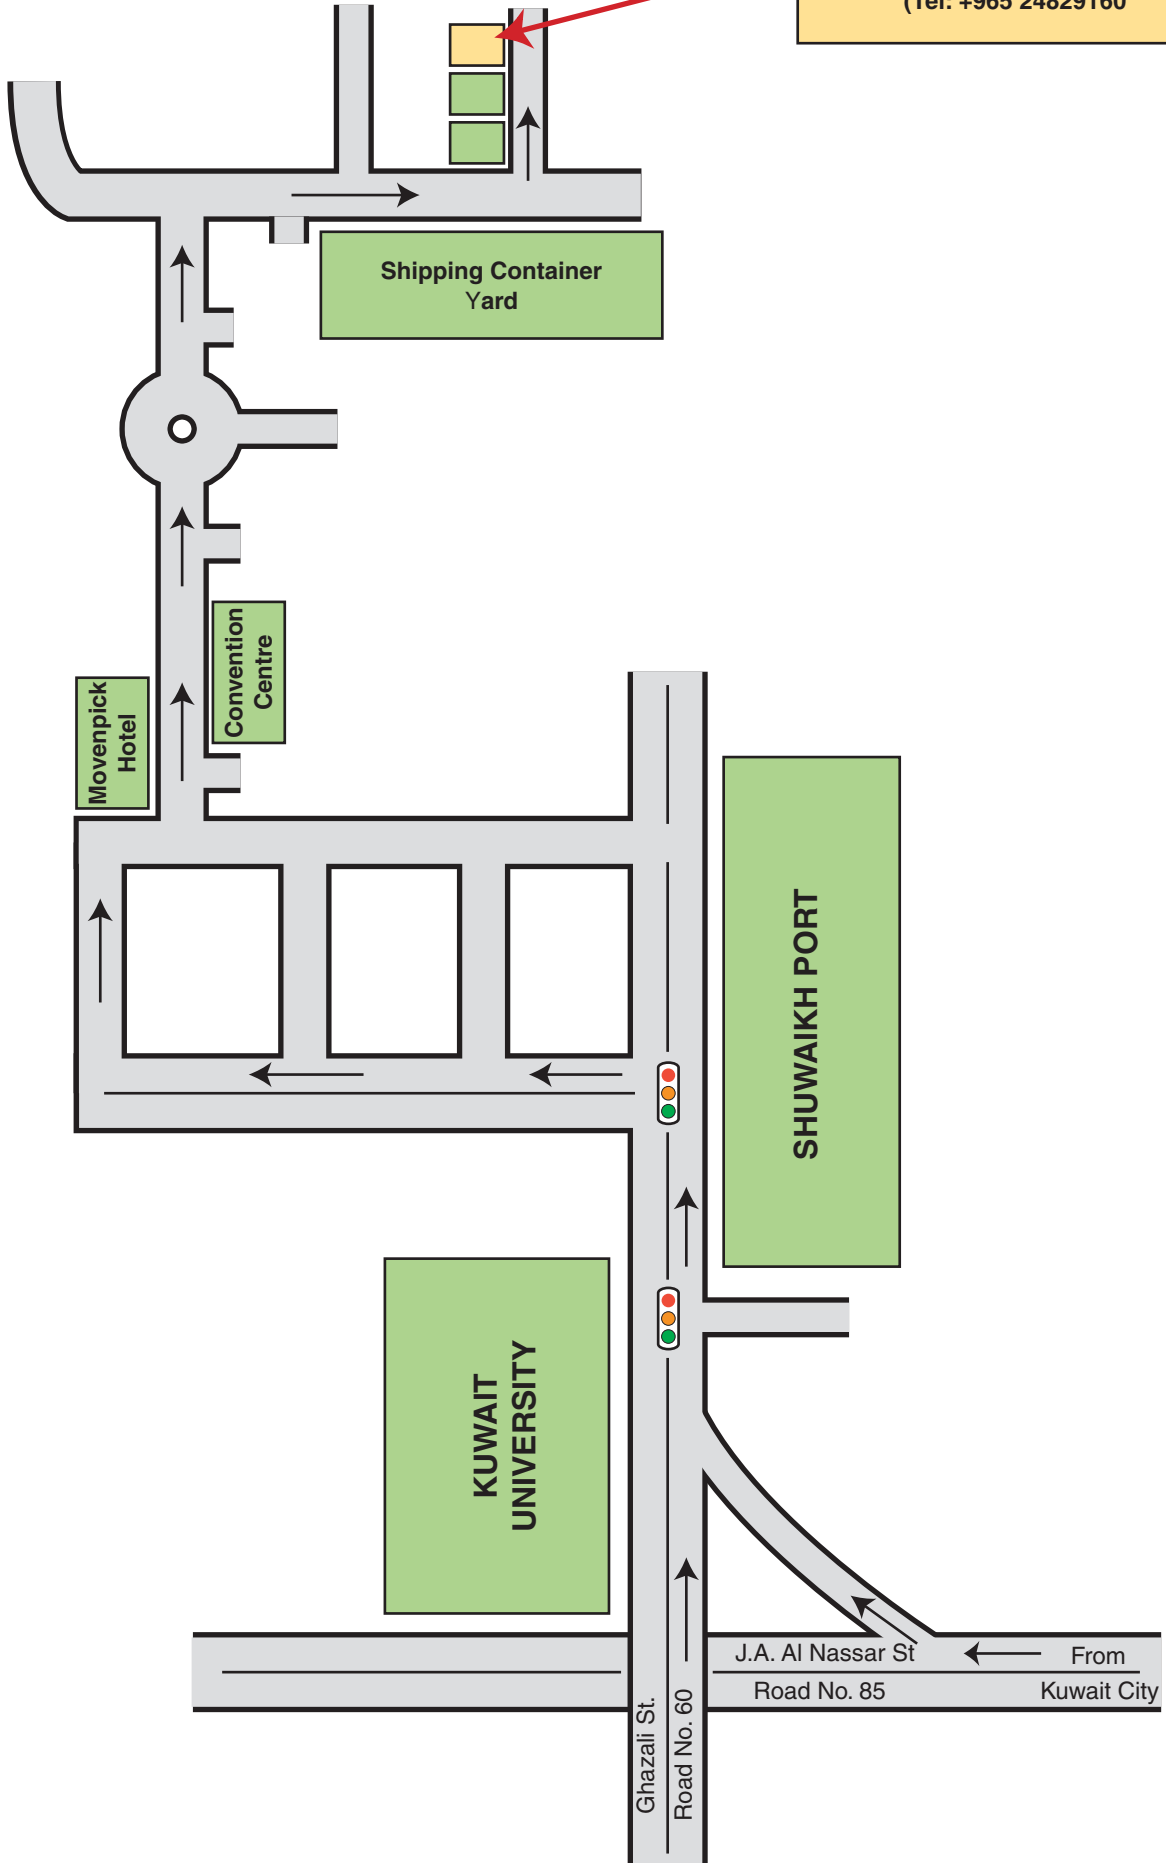 (Tel: +965 24829160
Shipping Container
Yard
Convention
Centre
Movenpick
Hotel
SHUWAIKH PORT
KUWAIT
UNIVERSITY
J.A. Al Nassar St
From
Road No. 85
Kuwait City
Ghazali St.
Road No. 60